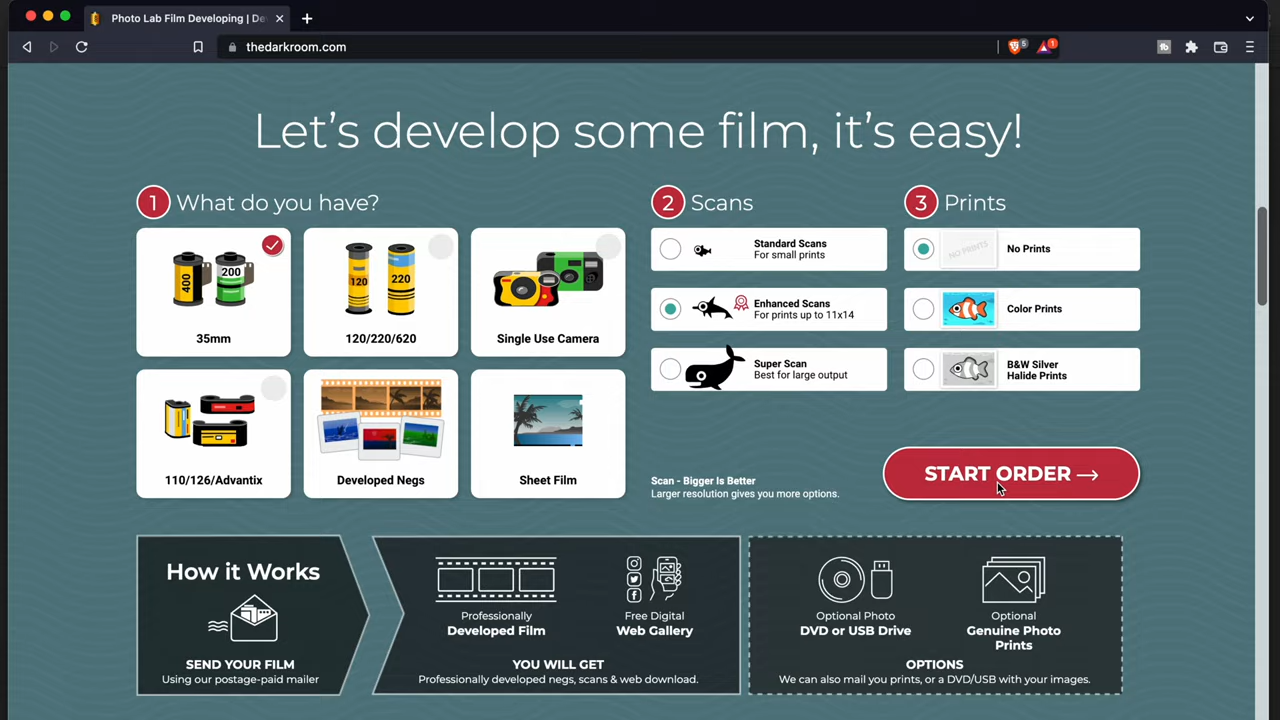 Photo Lab Film Developing | De
thedarkroom.com
5
1
Let's develop some film, it's easy!
1 What do you have?
400
200
35mm
120
220
120/220/620
Single Use Camera
110/126/Advantix
Developed Negs
Sheet Film
2 Scans
Standard Scans
For small prints
Enhanced Scans
For prints up to 11x14
Super Scan
Best for large output
Scan - Bigger Is Better
Larger resolution gives you more options.
3 Prints
NO PRINTS
No Prints
Color Prints
B&W Silver
Halide Prints
START ORDER →
How it Works
SEND YOUR FILM
Using our postage-paid mailer
Professionally
Developed Film
Free Digital
Web Gallery
YOU WILL GET
Professionally developed negs, scans & web download.
Optional Photo
DVD or USB Drive
Optional
Genuine Photo
Prints
OPTIONS
We can also mail you prints, or a DVD/USB with your images.